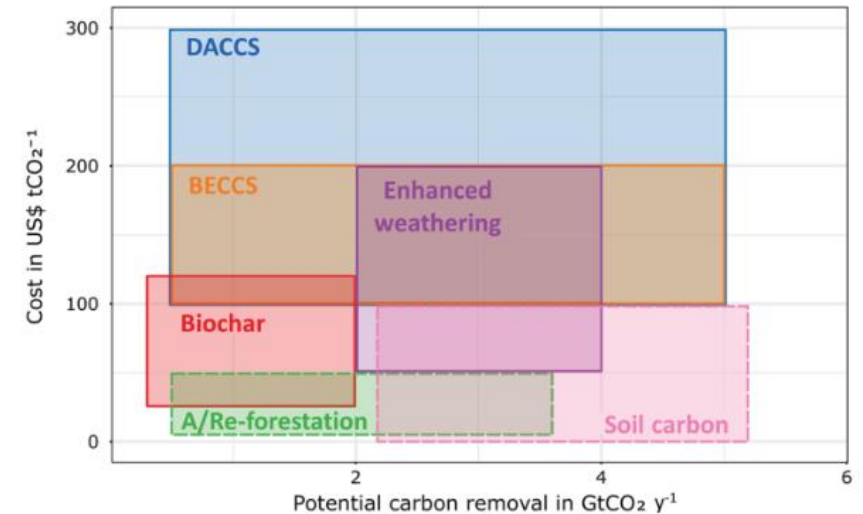 300
DACCS
200
BECCS
Enhanced
weathering
100
Biochar
A/Re-forestation
Soil carbon
0
2
4
6
Cost in US$ tCO₂⁻¹
Potential carbon removal in GtCO₂ y⁻¹